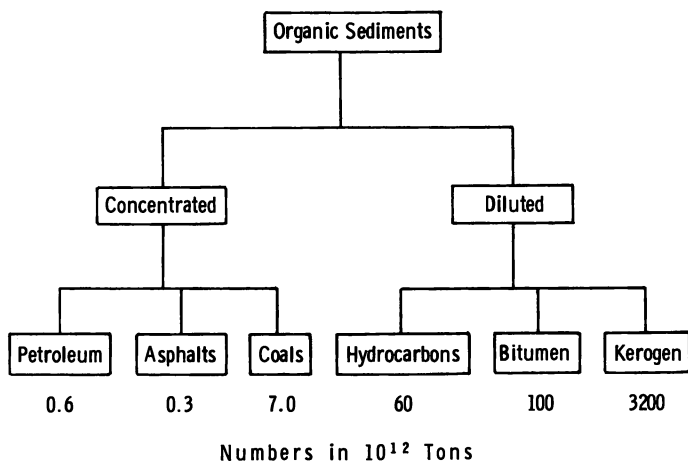 Organic Sediments
Concentrated Diluted
Petroleum Asphalts Coals Hydrocarbons Bitumen Kerogen
0.6 0.3 7.0 60 100 3200
Numbers in 10¹² Tons